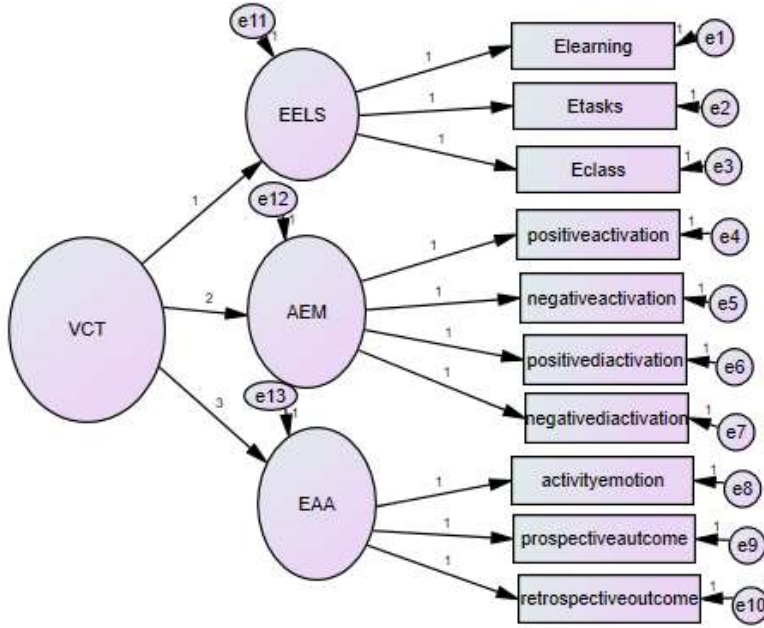 e11
1
EELS
1
Elearning
1
e1
1
Etasks
1
e2
1
Eclass
1
e3
1
VCT
2
e12
1
AEM
1
positiveactivation
1
e4
1
negativeactivation
1
e5
1
positivediactivation
1
e6
1
negativediactivation
1
e7
3
e13
1
EAA
1
activityemotion
1
e8
1
prospectiveautcome
1
e9
1
retrospectiveoutcome
1
e10